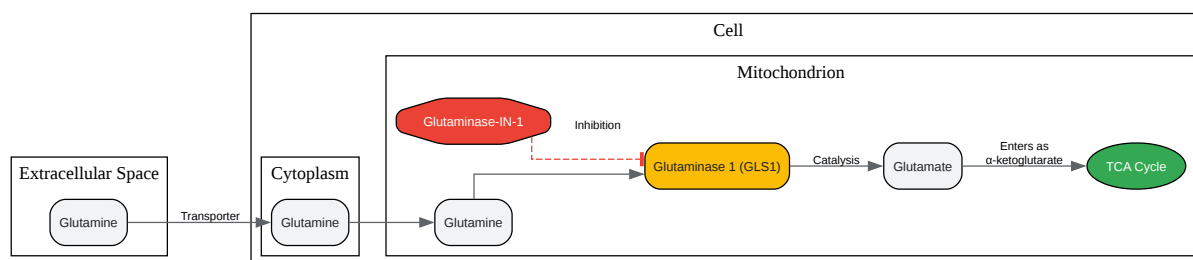 Cell
Mitochondrion
Glutaminase-IN-1
Inhibition
Extracellular Space
Cytoplasm
Glutaminase 1 (GLS1)
Catalysis
Glutamate
Enters as
α-ketoglutarate
TCA Cycle
Glutamine
Transporter
Glutamine
Glutamine